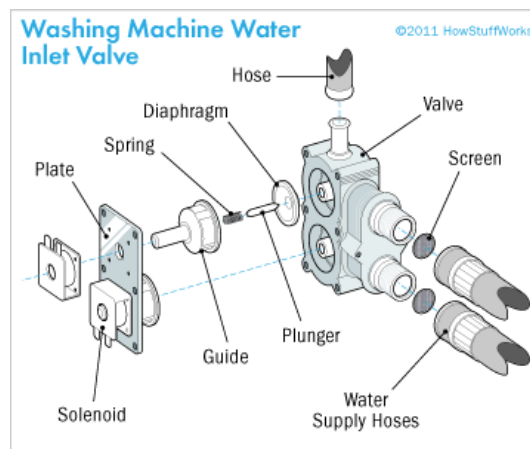 Washing Machine Water
Inlet Valve
©2011 HowStuffWorks
Hose
Diaphragm
Valve
Spring
Screen
Plate
Plunger
Guide
Solenoid
Water
Supply Hoses